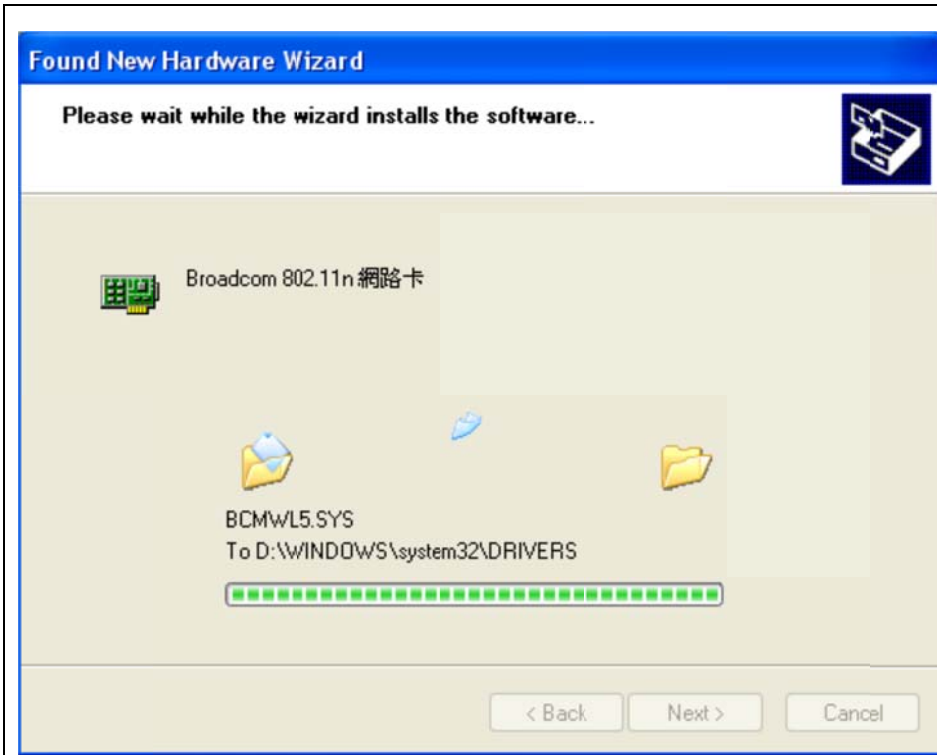 Found New Hardware Wizard
Please wait while the wizard installs the software...
Broadcom 802.11n 網路卡
BCMWL5.SYS
To D:\WINDOWS\system32\DRIVERS
< Back
Next >
Cancel